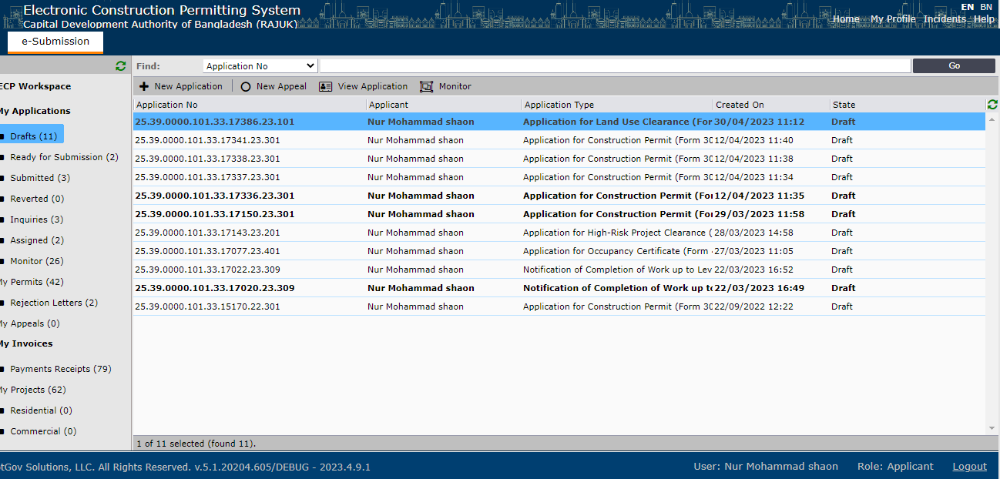 Electronic Construction Permitting System
Capital Development Authority of Bangladesh (RAJUK)
EN BN
Home My Profile Incidents Help
e-Submission
Find: Application No Go
ECP Workspace
My Applications
Drafts (11)
Ready for Submission (2)
Submitted (3)
Reverted (0)
Inquiries (3)
Assigned (2)
Monitor (26)
My Permits (42)
Rejection Letters (2)
My Appeals (0)
My Invoices
Payments Receipts (79)
My Projects (62)
Residential (0)
Commercial (0)
New Application New Appeal View Application Monitor
Application No Applicant Application Type Created On State
25.39.0000.101.33.17386.23.101 Nur Mohammad shaon Application for Land Use Clearance (For 30/04/2023 11:12 Draft
25.39.0000.101.33.17341.23.301 Nur Mohammad shaon Application for Construction Permit (Form 30 12/04/2023 11:40 Draft
25.39.0000.101.33.17338.23.301 Nur Mohammad shaon Application for Construction Permit (Form 30 12/04/2023 11:38 Draft
25.39.0000.101.33.17337.23.301 Nur Mohammad shaon Application for Construction Permit (Form 30 12/04/2023 11:34 Draft
25.39.0000.101.33.17336.23.301 Nur Mohammad shaon Application for Construction Permit (For 12/04/2023 11:35 Draft
25.39.0000.101.33.17150.23.301 Nur Mohammad shaon Application for Construction Permit (For 29/03/2023 11:58 Draft
25.39.0000.101.33.17143.23.201 Nur Mohammad shaon Application for High-Risk Project Clearance ( 28/03/2023 14:58 Draft
25.39.0000.101.33.17077.23.401 Nur Mohammad shaon Application for Occupancy Certificate (Form 27/03/2023 11:05 Draft
25.39.0000.101.33.17022.23.309 Nur Mohammad shaon Notification of Completion of Work up to Lev 22/03/2023 16:52 Draft
25.39.0000.101.33.17020.23.309 Nur Mohammad shaon Notification of Completion of Work up to 22/03/2023 16:49 Draft
25.39.0000.101.33.15170.22.301 Nur Mohammad shaon Application for Construction Permit (Form 30 22/09/2022 12:22 Draft
1 of 11 selected (found 11).
tGov Solutions, LLC. All Rights Reserved. v.5.1.20204.605/DEBUG - 2023.4.9.1
User: Nur Mohammad shaon Role: Applicant Logout